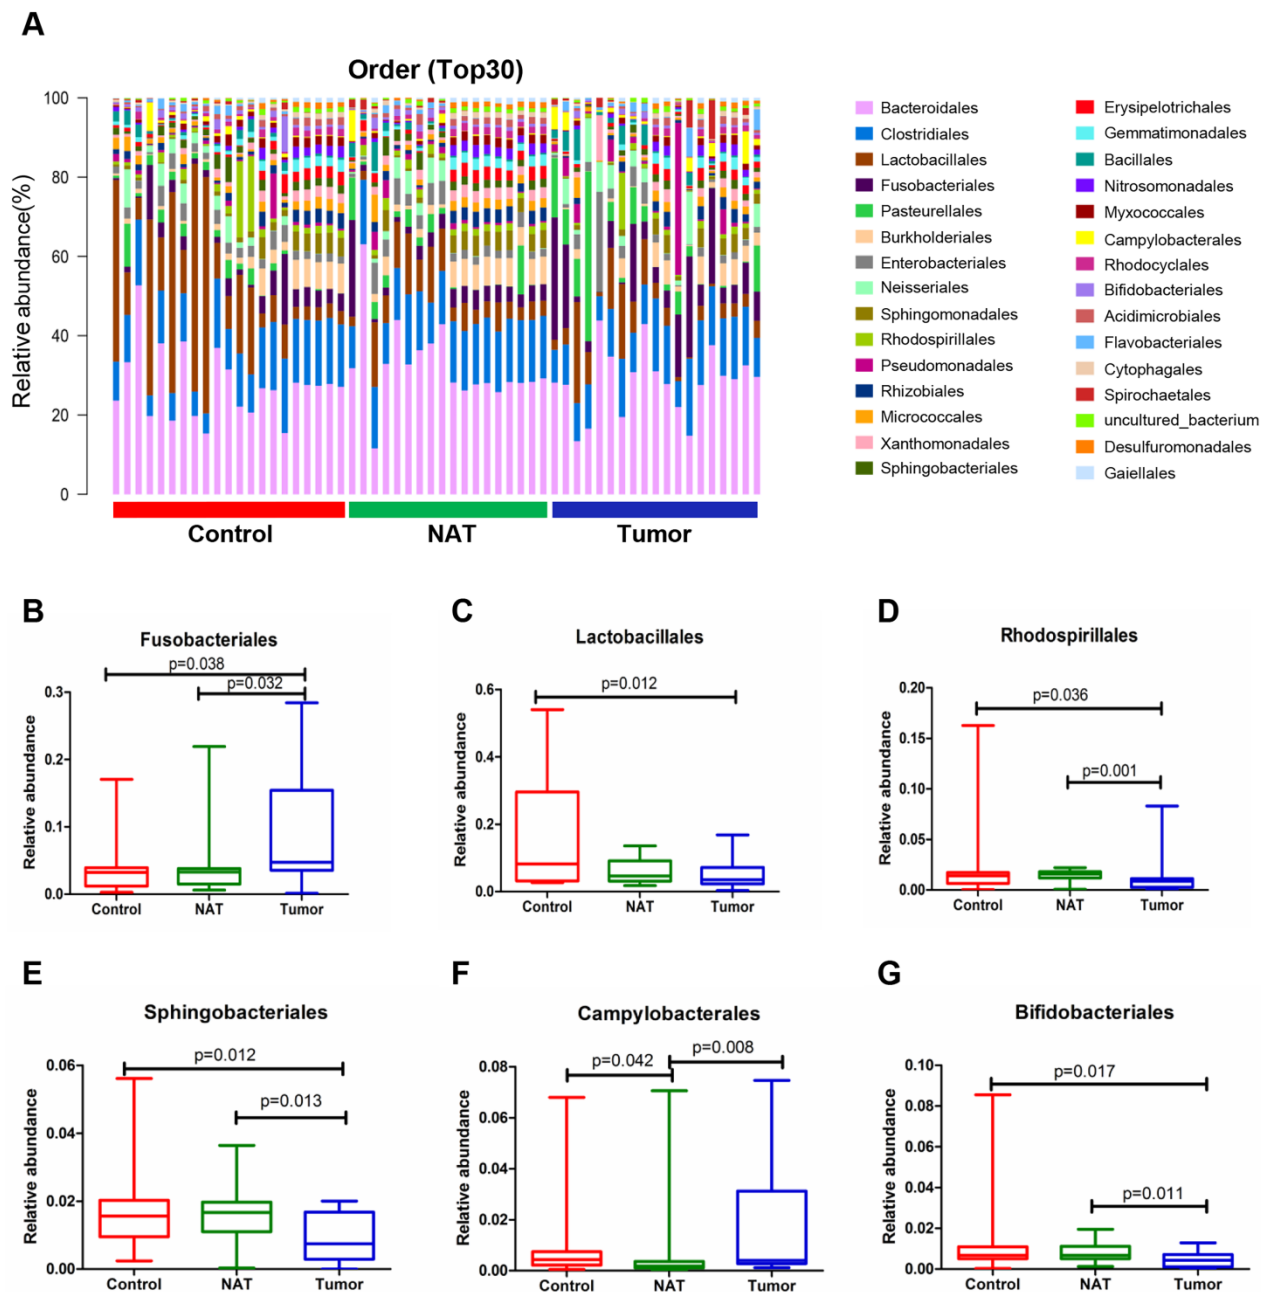 A
Order (Top30)
Relative abundance(%)
100
80
60
40
20
0
Control
NAT
Tumor
Bacteroidales
Clostridiales
Lactobacillales
Fusobacteriales
Pasteurellales
Burkholderiales
Enterobacteriales
Neisseriales
Sphingomonadales
Rhodospirillales
Pseudomonadales
Rhizobiales
Micrococcales
Xanthomonadales
Sphingobacteriales
Erysipelotrichales
Gemmatimonadales
Bacillales
Nitrosomonadales
Myxococcales
Campylobacterales
Rhodocyclales
Bifidobacteriales
Acidimicrobiales
Flavobacteriales
Cytophagales
Spirochaetales
uncultured_bacterium
Desulfuromonadales
Gaiellales
B
Fusobacteriales
p=0.038
p=0.032
Relative abundance
0.3
0.2
0.1
0.0
Control
NAT
Tumor
C
Lactobacillales
p=0.012
Relative abundance
0.6
0.4
0.2
0.0
Control
NAT
Tumor
D
Rhodospirillales
p=0.036
p=0.001
Relative abundance
0.20
0.15
0.10
0.05
0.00
Control
NAT
Tumor
E
Sphingobacteriales
p=0.012
p=0.013
Relative abundance
0.06
0.04
0.02
0.00
Control
NAT
Tumor
F
Campylobacterales
p=0.042
p=0.008
Relative abundance
0.08
0.06
0.04
0.02
0.00
Control
NAT
Tumor
G
Bifidobacteriales
p=0.017
p=0.011
Relative abundance
0.10
0.08
0.06
0.04
0.02
0.00
Control
NAT
Tumor